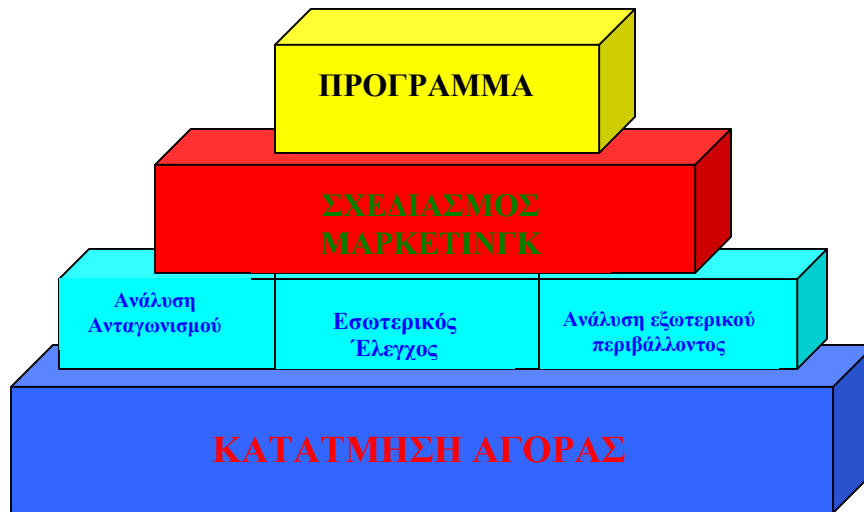 ΠΡΟΓΡΑΜΜΑ
ΣΧΕΔΙΑΣΜΟΣ
ΜΑΡΚΕΤΙΝΓΚ
Ανάλυση
Ανταγωνισμού
Εσωτερικός
Έλεγχος
Ανάλυση εξωτερικού
περιβάλλοντος
ΚΑΤΑΤΜΗΣΗ ΑΓΟΡΑΣ